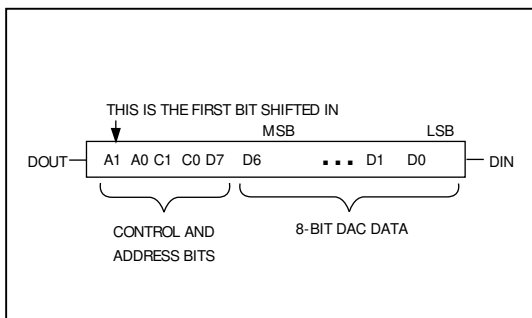 THIS IS THE FIRST BIT SHIFTED IN
MSB LSB
DOUT A1 A0 C1 C0 D7 D6 ... D1 D0 DIN
CONTROL AND
ADDRESS BITS
8-BIT DAC DATA